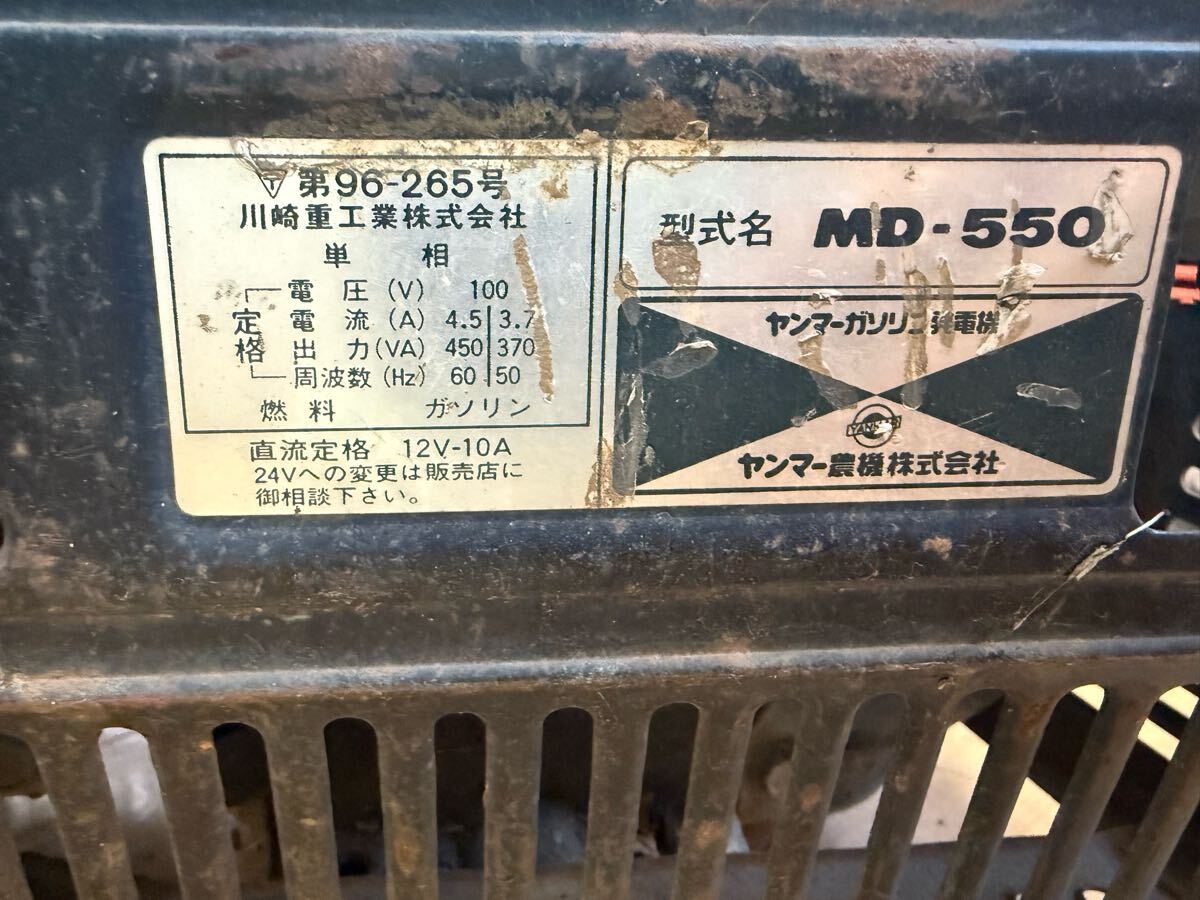 〒 第96-265号
川崎重工業株式会社
単 相
定格
電 圧 (V) 100
電 流 (A) 4.5 3.7
出 力 (VA) 450 370
周波数 (Hz) 60 50
燃 料 ガソリン
直流定格 12V-10A
24Vへの変更は販売店に
御相談下さい。
型式名 MD-550
ヤンマーガソリン発電機
YANMAR
ヤンマー農機株式会社